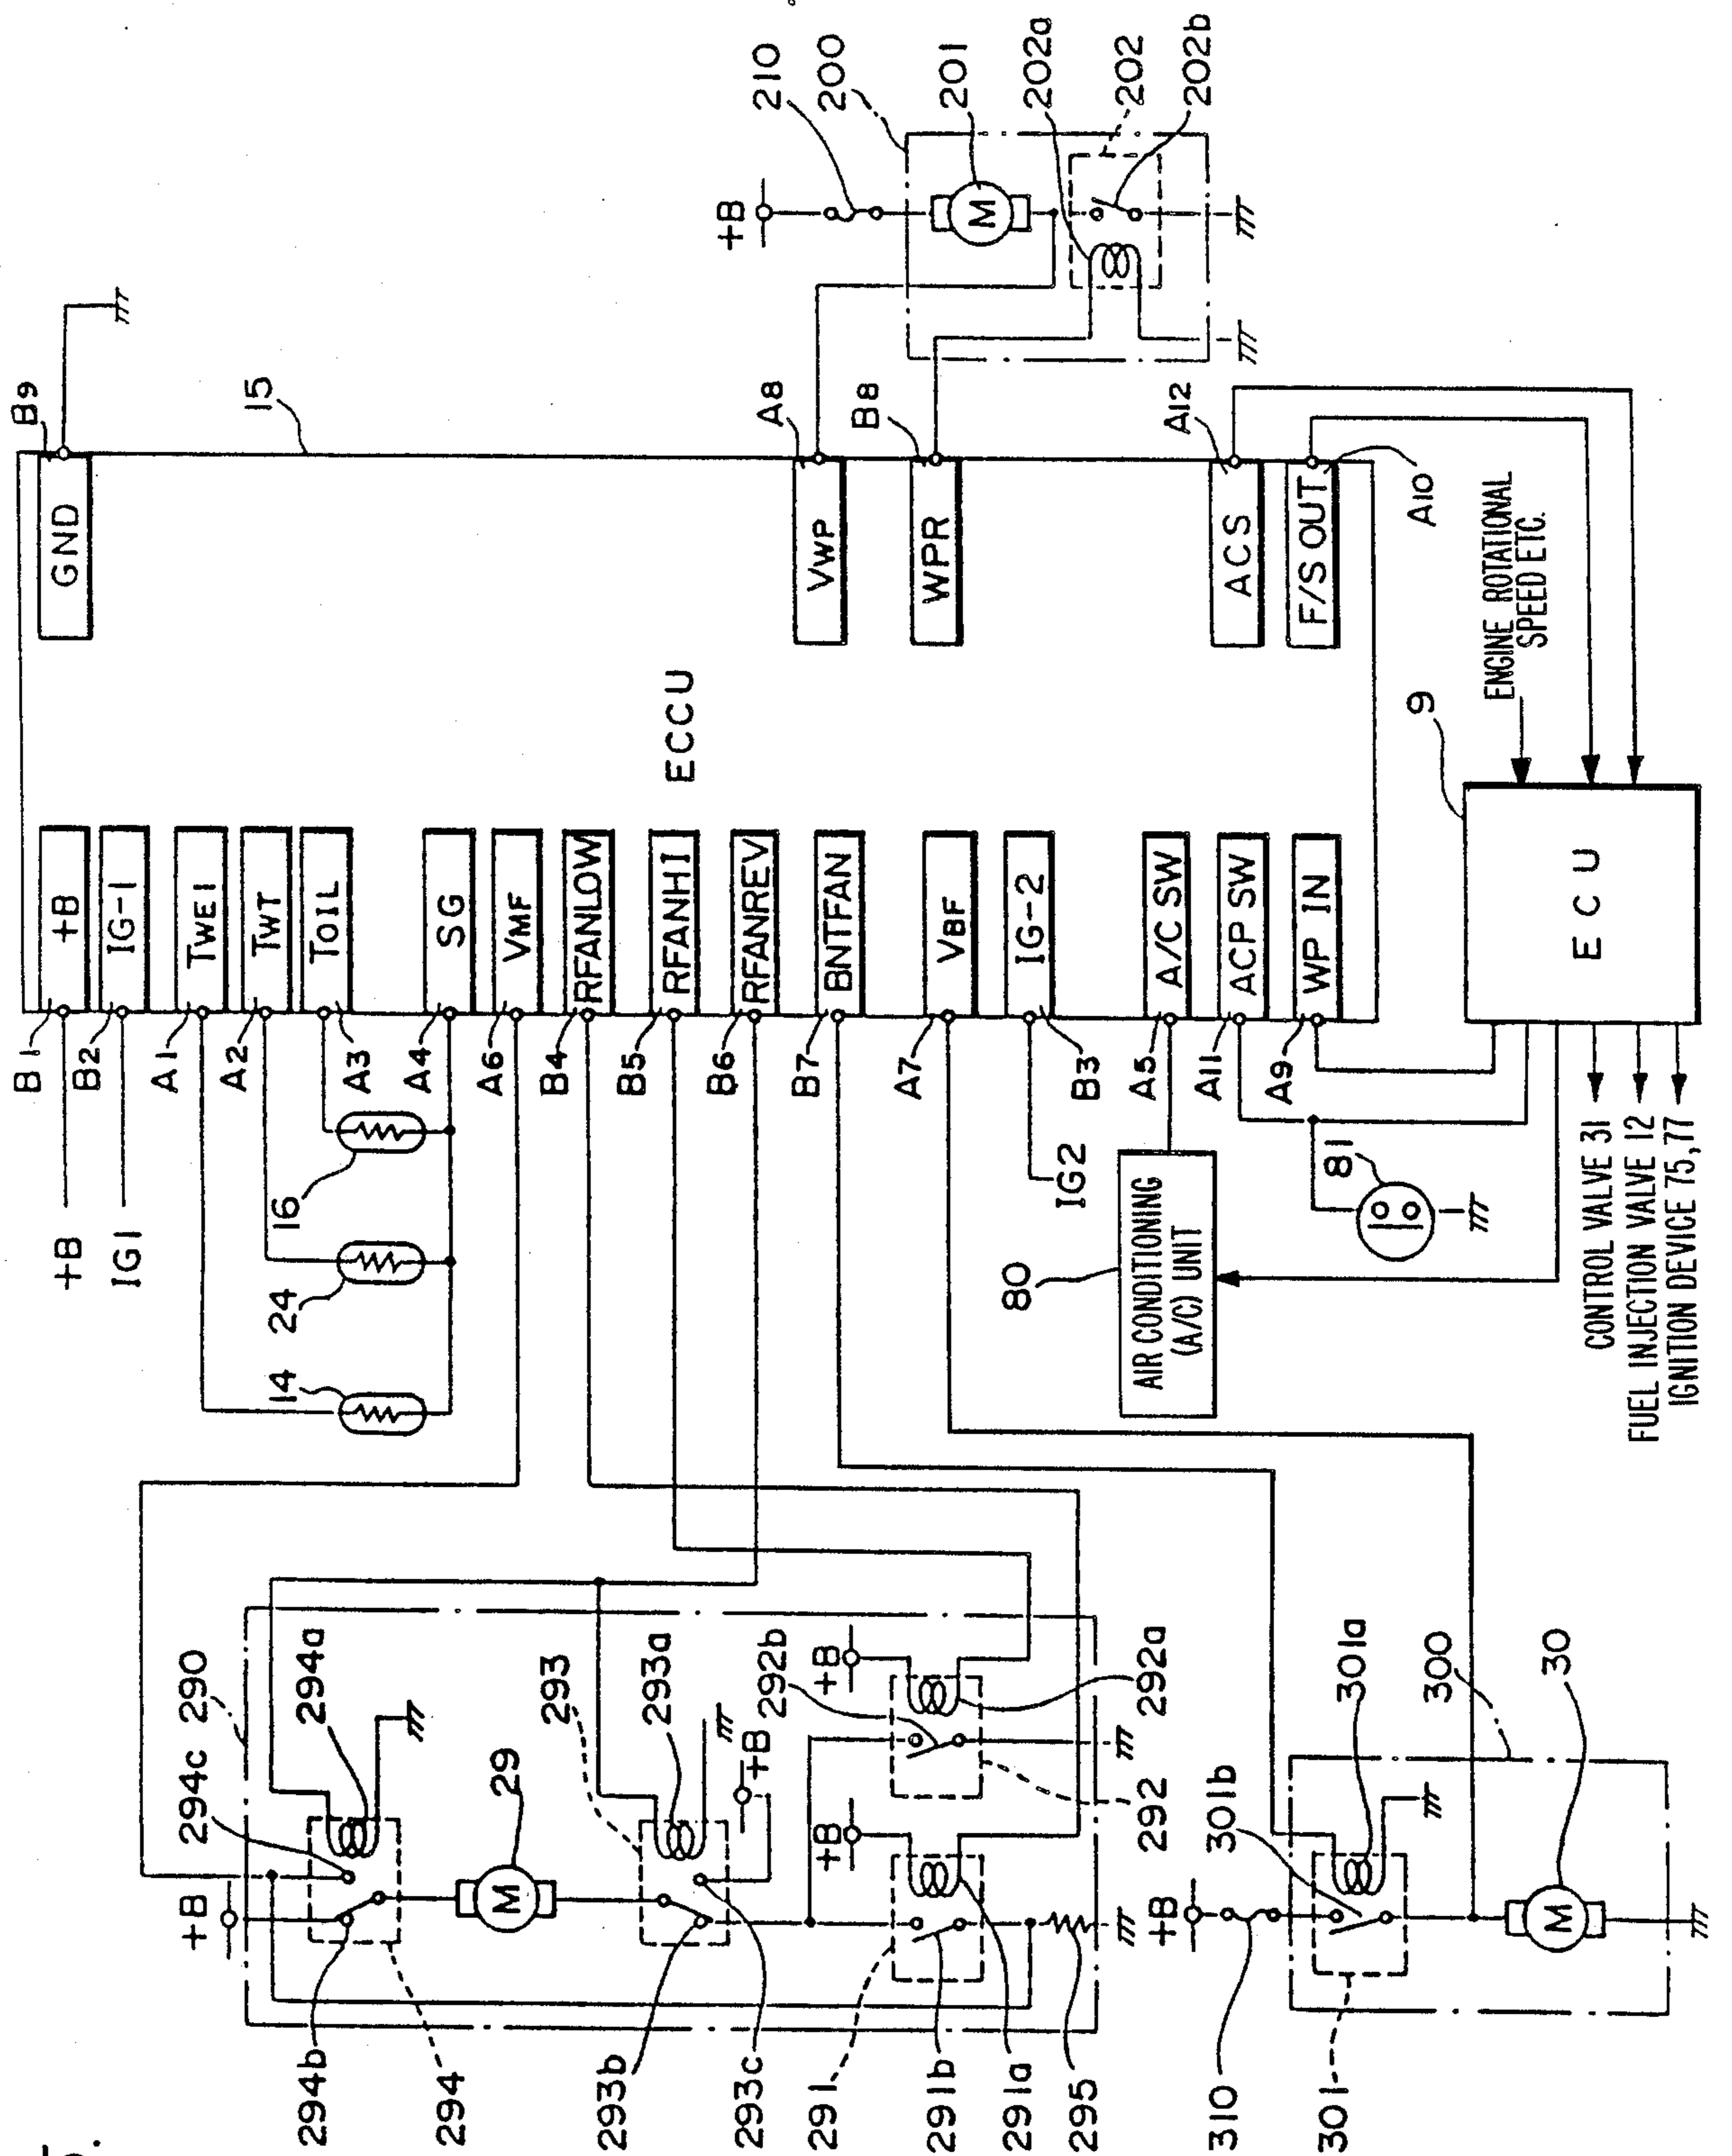 +B
IG1
B1
B2
A1
A2
A3
A4
A6
B4
B5
B6
B7
A7
B3
A5
A11
A9
+B
IG-1
TWE1
TWT
TOIL
SG
VMF
RFANLOW
RFANHI
RFANREV
BNTFAN
VBF
IG-2
A/C SW
ACP SW
WP IN
ECCU
15
GND
VWP
WPR
ACS
F/S OUT
B9
A8
B8
A12
A10
+B
210
200
201
202a
202
202b
M
14
24
16
IG2
80
AIR CONDITIONING
(A/C) UNIT
81
9
ECU
ENGINE ROTATIONAL
SPEED ETC.
CONTROL VALVE 31
FUEL INJECTION VALVE 12
IGNITION DEVICE 75,77
290
294c
294a
+B
29
M
293
293a
+B
292b
+B
292a
292
+B
294b
294
293b
293c
291
291b
291a
295
301a
300
30
301b
+B
M
310
301